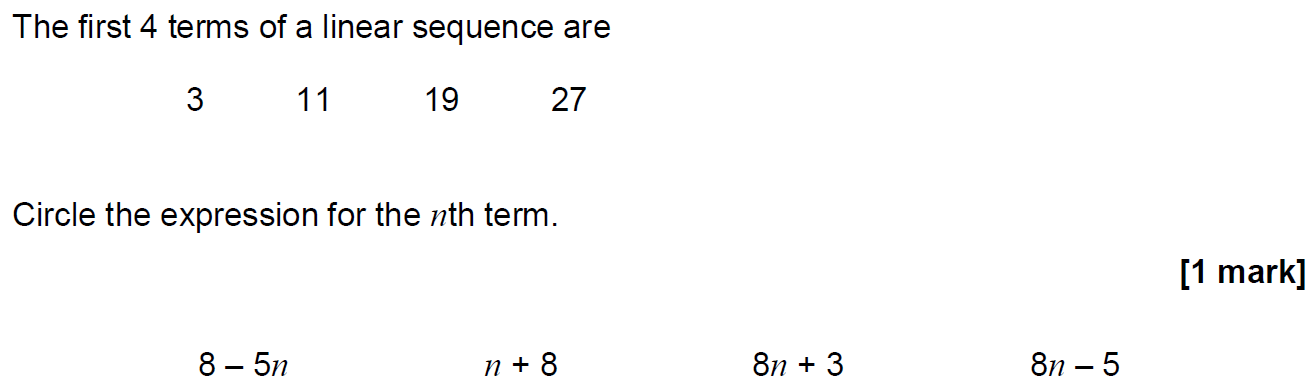 The first 4 terms of a linear sequence are
3 11 19 27
Circle the expression for the nth term.
[1 mark]
8 – 5n n + 8 8n + 3 8n – 5